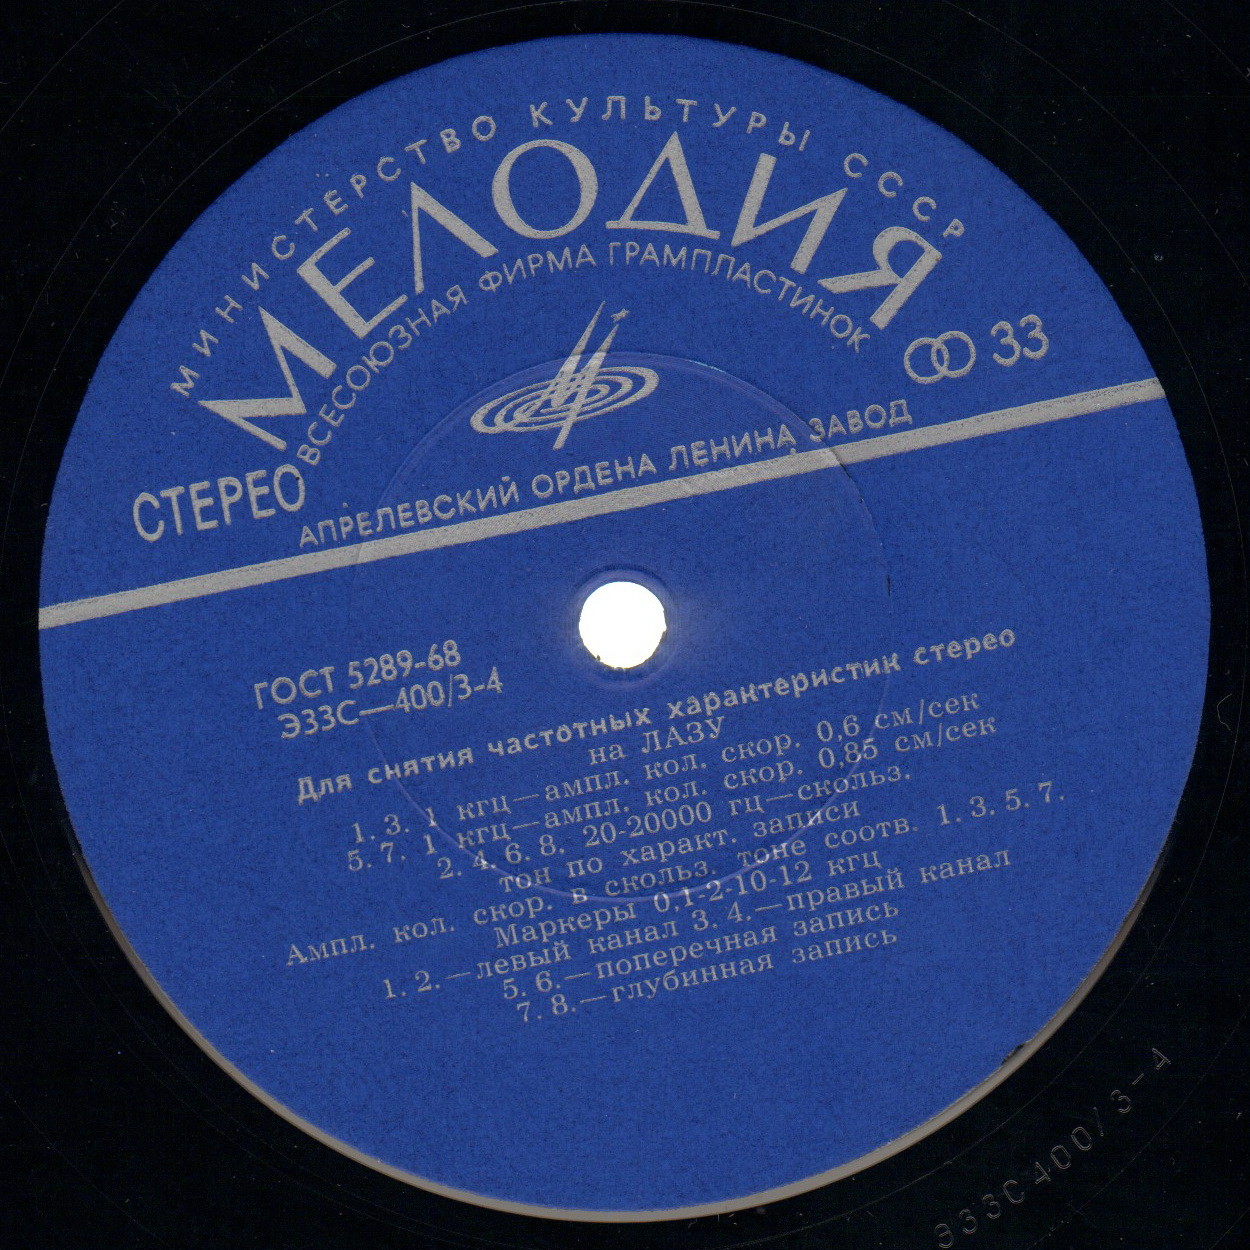 МИНИСТЕРСТВО КУЛЬТУРЫ СССР
МЕЛОДИЯ
ВСЕСОЮЗНАЯ ФИРМА ГРАМПЛАСТИНОК
33
СТЕРЕО
АПРЕЛЕВСКИЙ ОРДЕНА ЛЕНИНА ЗАВОД
ГОСТ 5289-68
Э33С—400/3-4
Для снятия частотных характеристик стерео
на ЛАЗУ
1. 3. 1 кгц—ампл. кол. скор. 0,6 см/сек
5. 7. 1 кгц—ампл. кол. скор. 0,85 см/сек
2. 4. 6. 8. 20-20000 гц—скольз.
тон по характ. записи
Ампл. кол. скор. в скольз. тоне соотв. 1. 3. 5. 7.
Маркеры 0,1-2-10-12 кгц
1. 2.—левый канал 3. 4.—правый канал
5. 6.—поперечная запись
7. 8.—глубинная запись
Э33С400/3-4